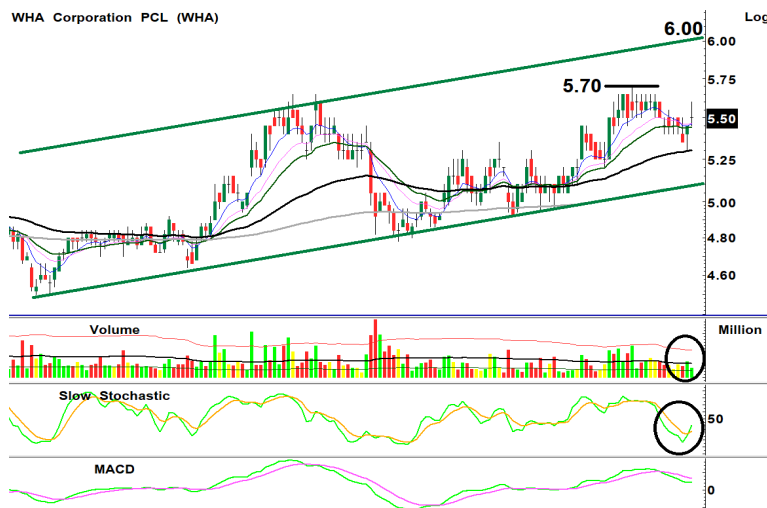 WHA Corporation PCL (WHA)
Log
6.00
6.00
5.75
5.70
5.50
5.25
5.00
4.80
4.60
Volume
Million
Slow Stochastic
50
MACD
0